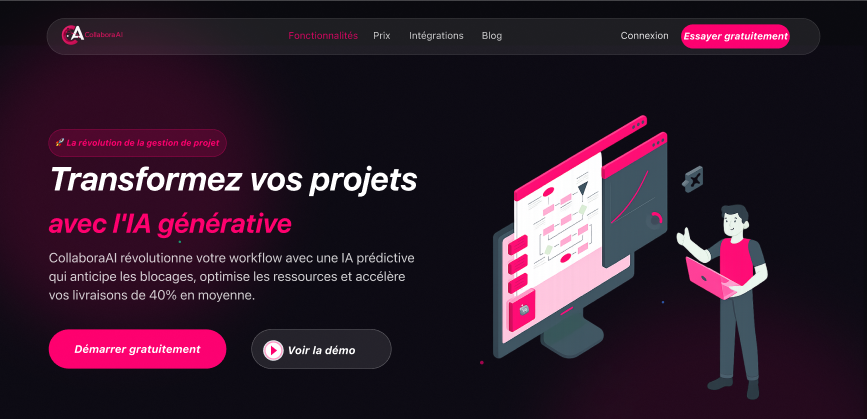 CollaboraAI
Fonctionnalités Prix Intégrations Blog Connexion Essayer gratuitement
🚀 La révolution de la gestion de projet
Transformez vos projets
avec l'IA générative
CollaboraAI révolutionne votre workflow avec une IA prédictive
qui anticipe les blocages, optimise les ressources et accélère
vos livraisons de 40% en moyenne.
Démarrer gratuitement Voir la démo